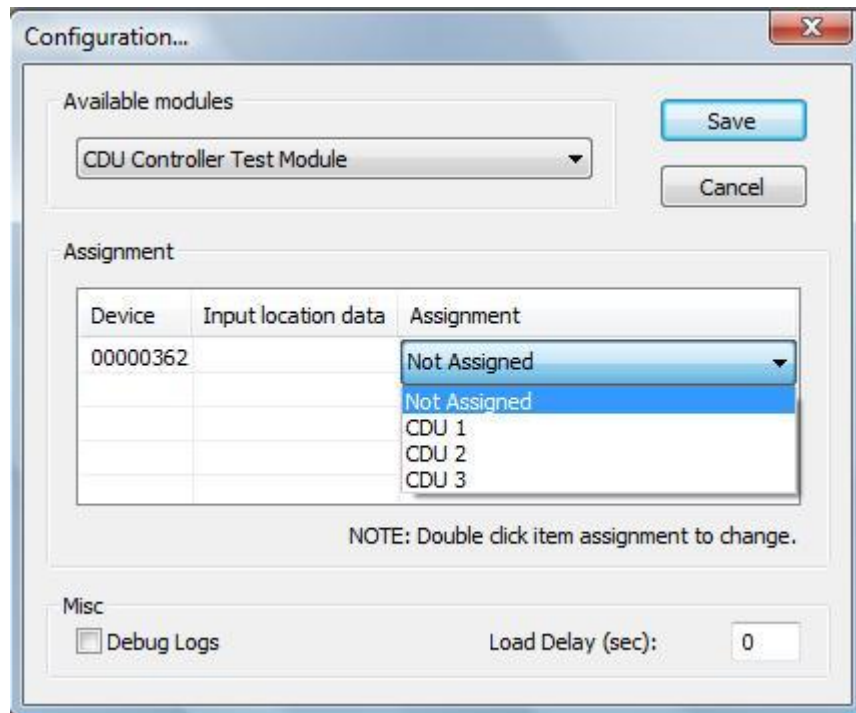 Configuration...
Available modules
CDU Controller Test Module
Save
Cancel
Assignment
Device Input location data Assignment
00000362 Not Assigned
Not Assigned
CDU 1
CDU 2
CDU 3
NOTE: Double click item assignment to change.
Misc
Debug Logs Load Delay (sec): 0